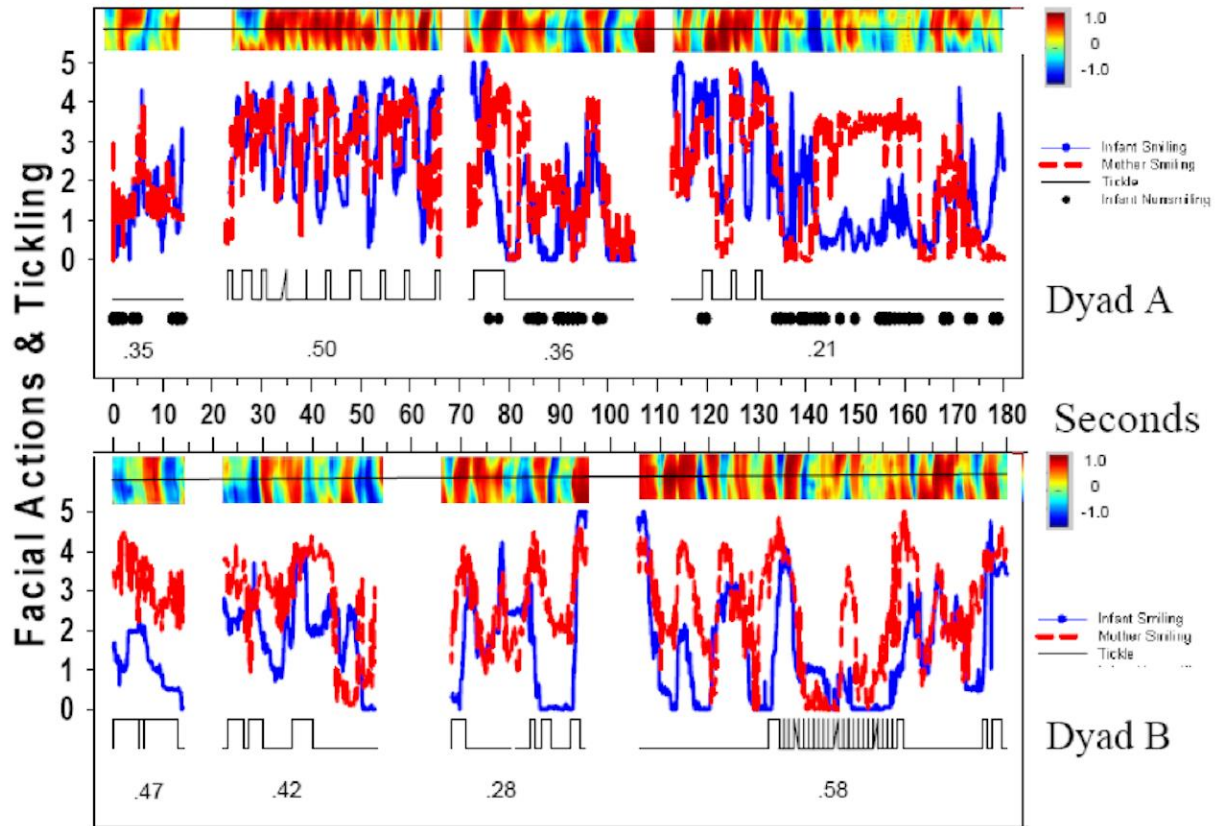 1.0
0
-1.0
5
4
3
2
1
0
Infant Smiling
Mother Smiling
Tickle
Infant Nonsmiling
Dyad A
.35 .50 .36 .21
Facial Actions & Tickling
0 10 20 30 40 50 60 70 80 90 100 110 120 130 140 150 160 170 180
Seconds
1.0
0
-1.0
5
4
3
2
1
0
Infant Smiling
Mother Smiling
Tickle
Dyad B
.47 .42 .28 .58